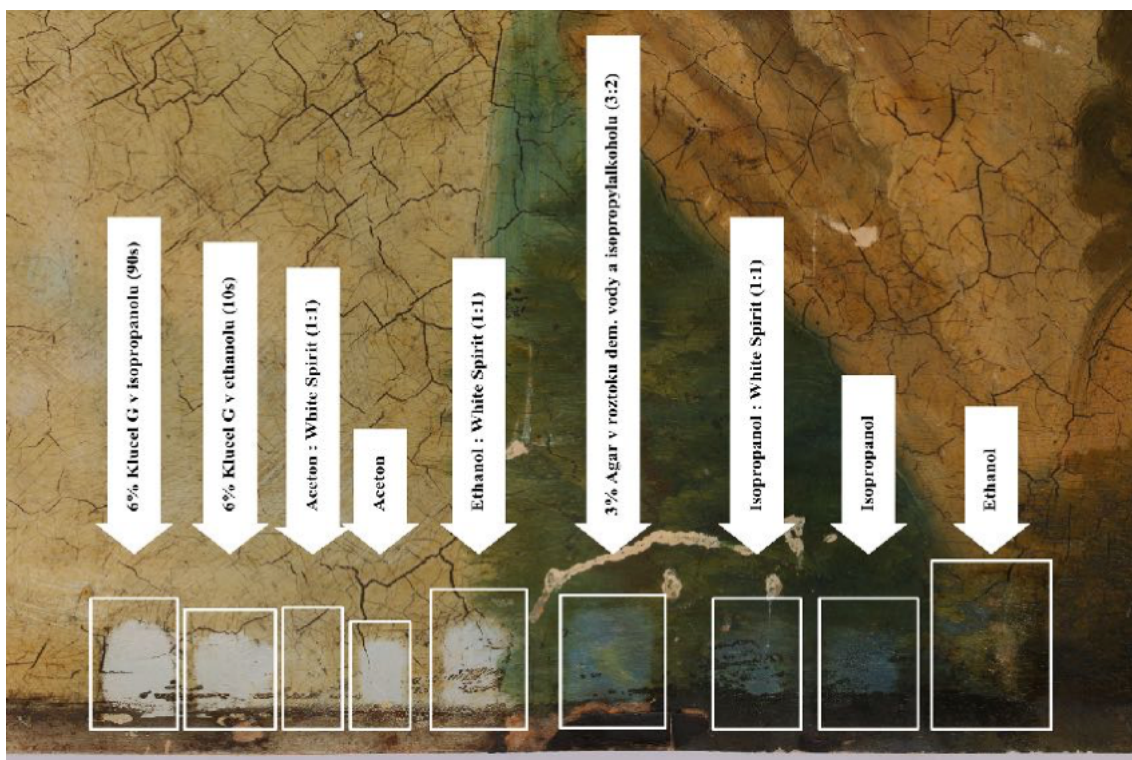 6% Klucel G v isopropanolu (90s)
6% Klucel G v ethanolu (10s)
Aceton : White Spirit (1:1)
Aceton
Ethanol : White Spirit (1:1)
3% Agar v roztoku dem. vody a isopropylalkoholu (3:2)
Isopropanol : White Spirit (1:1)
Isopropanol
Ethanol